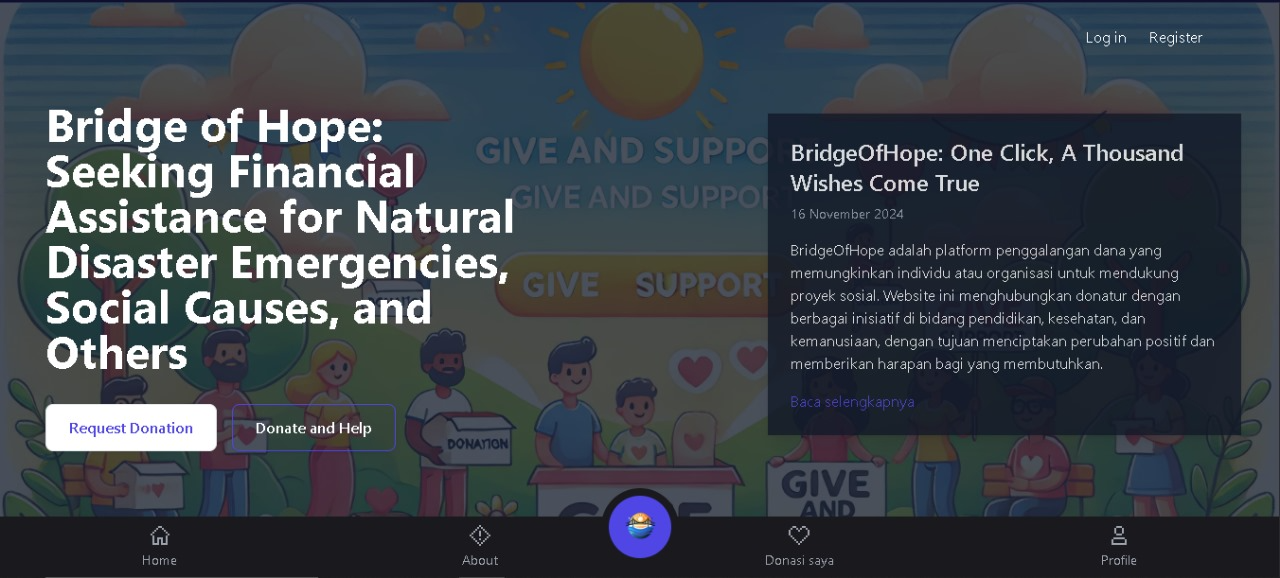 Log in Register
Bridge of Hope:
Seeking Financial
Assistance for Natural
Disaster Emergencies,
Social Causes, and
Others
Request Donation Donate and Help
BridgeOfHope: One Click, A Thousand
Wishes Come True
16 November 2024
BridgeOfHope adalah platform penggalangan dana yang
memungkinkan individu atau organisasi untuk mendukung
proyek sosial. Website ini menghubungkan donatur dengan
berbagai inisiatif di bidang pendidikan, kesehatan, dan
kemanusiaan, dengan tujuan menciptakan perubahan positif dan
memberikan harapan bagi yang membutuhkan.
Baca selengkapnya
GIVE AND SUPPO
GIVE AND SUPPOR
GIVE SUPPORT
DONATION
GIVE
AND
Home About Donasi saya Profile